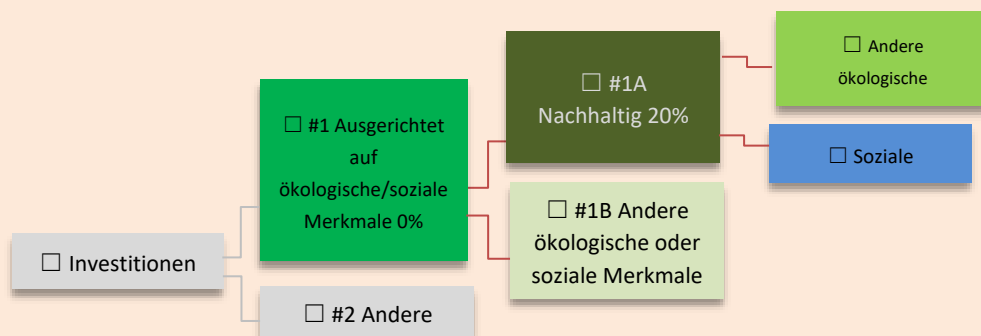 ☐ Investitionen
☐ #1 Ausgerichtet
auf
ökologische/soziale
Merkmale 0%
☐ #2 Andere
☐ #1A
Nachhaltig 20%
☐ #1B Andere
ökologische oder
soziale Merkmale
☐ Andere
ökologische
☐ Soziale